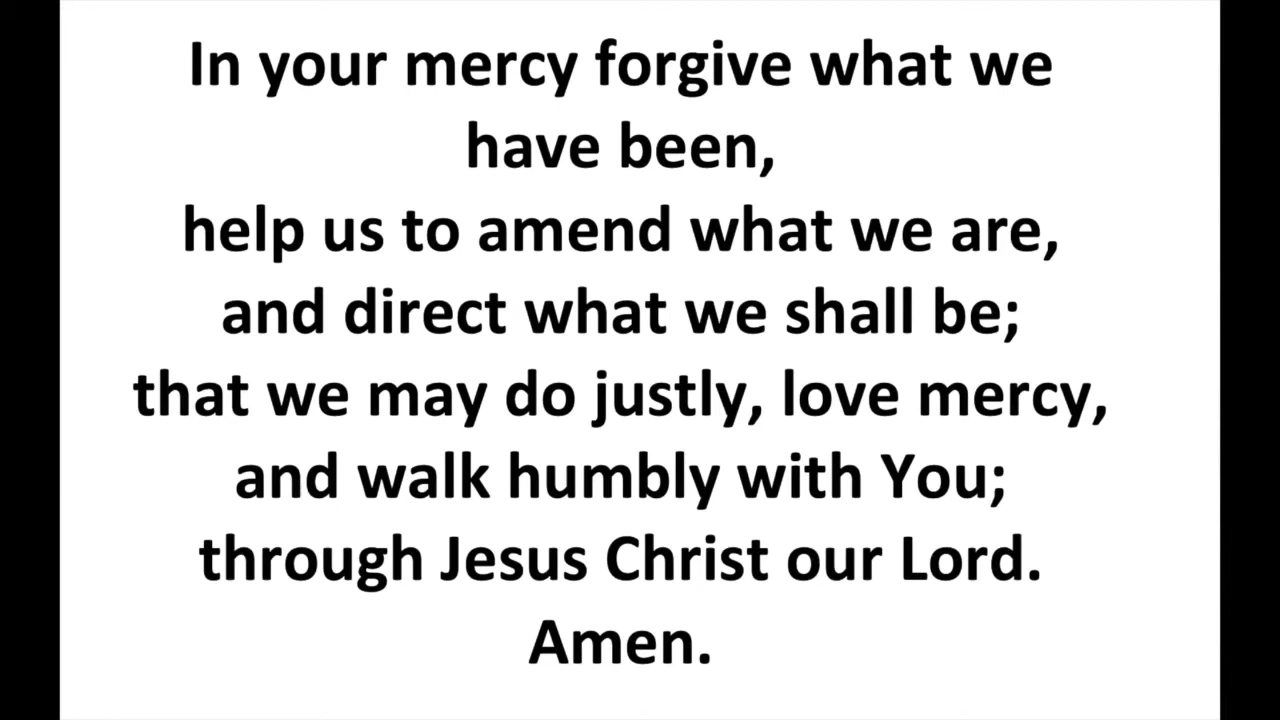 In your mercy forgive what we
have been,
help us to amend what we are,
and direct what we shall be;
that we may do justly, love mercy,
and walk humbly with You;
through Jesus Christ our Lord.
Amen.